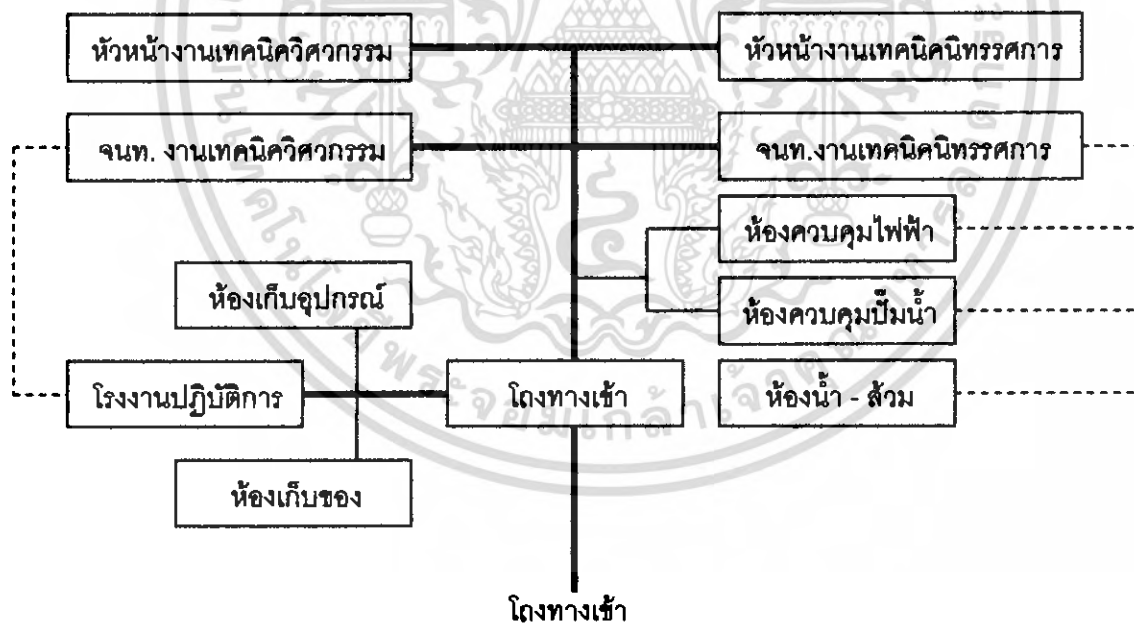 หัวหน้างานเทคนิควิศวกรรม
หัวหน้างานเทคนิคนิทรรศการ
จนท. งานเทคนิควิศวกรรม
จนท.งานเทคนิคนิทรรศการ
ห้องควบคุมไฟฟ้า
ห้องเก็บอุปกรณ์
ห้องควบคุมปั๊มน้ำ
โรงงานปฏิบัติการ
โถงทางเข้า
ห้องน้ำ - ส้วม
ห้องเก็บของ
โถงทางเข้า